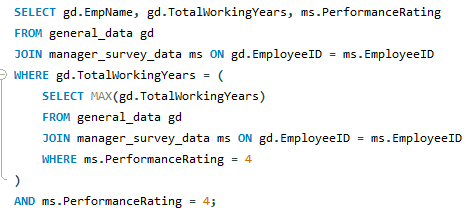 SELECT gd.EmpName, gd.TotalWorkingYears, ms.PerformanceRating
FROM general_data gd
JOIN manager_survey_data ms ON gd.EmployeeID = ms.EmployeeID
WHERE gd.TotalWorkingYears = (
    SELECT MAX(gd.TotalWorkingYears)
    FROM general_data gd
    JOIN manager_survey_data ms ON gd.EmployeeID = ms.EmployeeID
    WHERE ms.PerformanceRating = 4
)
AND ms.PerformanceRating = 4;